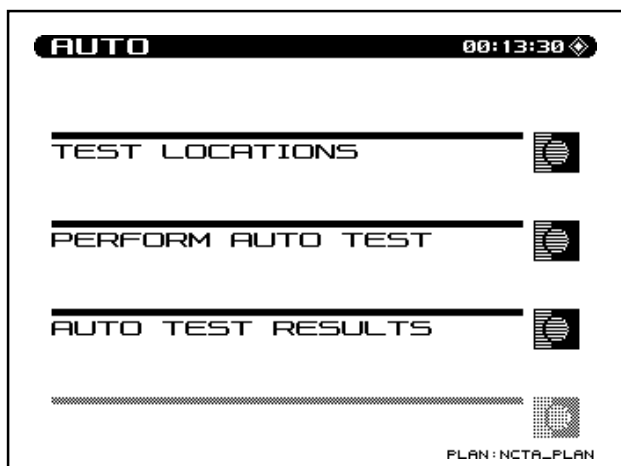 AUTO 00:13:30
TEST LOCATIONS
PERFORM AUTO TEST
AUTO TEST RESULTS
PLAN:NCTA_PLAN